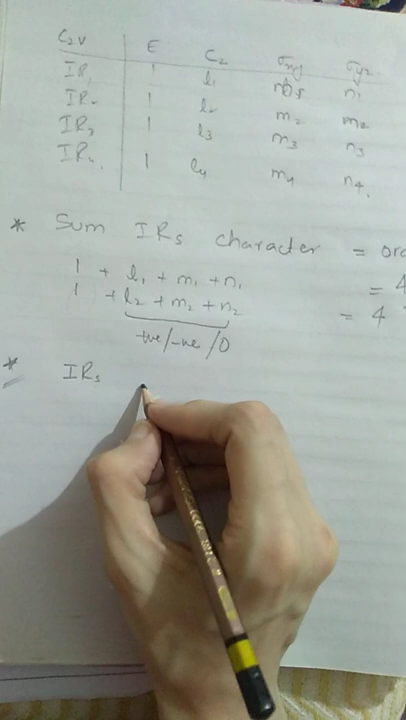 C2v E C2 σxy σyz
IR1 1 l1 m1 n1
IR2 1 l2 m2 n2
IR3 1 l3 m3 n3
IR4 1 l4 m4 n4
* Sum IRs character = ord
1 + l1 + m1 + n1 = 4
1 + l2 + m2 + n2 = 4
+ve/-ve/0
* IRs